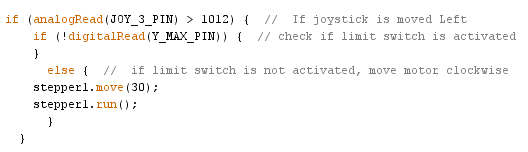 if (analogRead(JOY_3_PIN) > 1012) {  //  If joystick is moved Left
    if (!digitalRead(Y_MAX_PIN)) {  // check if limit switch is activated
    }
      else {  //  if limit switch is not activated, move motor clockwise
    stepper1.move(30);
    stepper1.run();
      }
  }